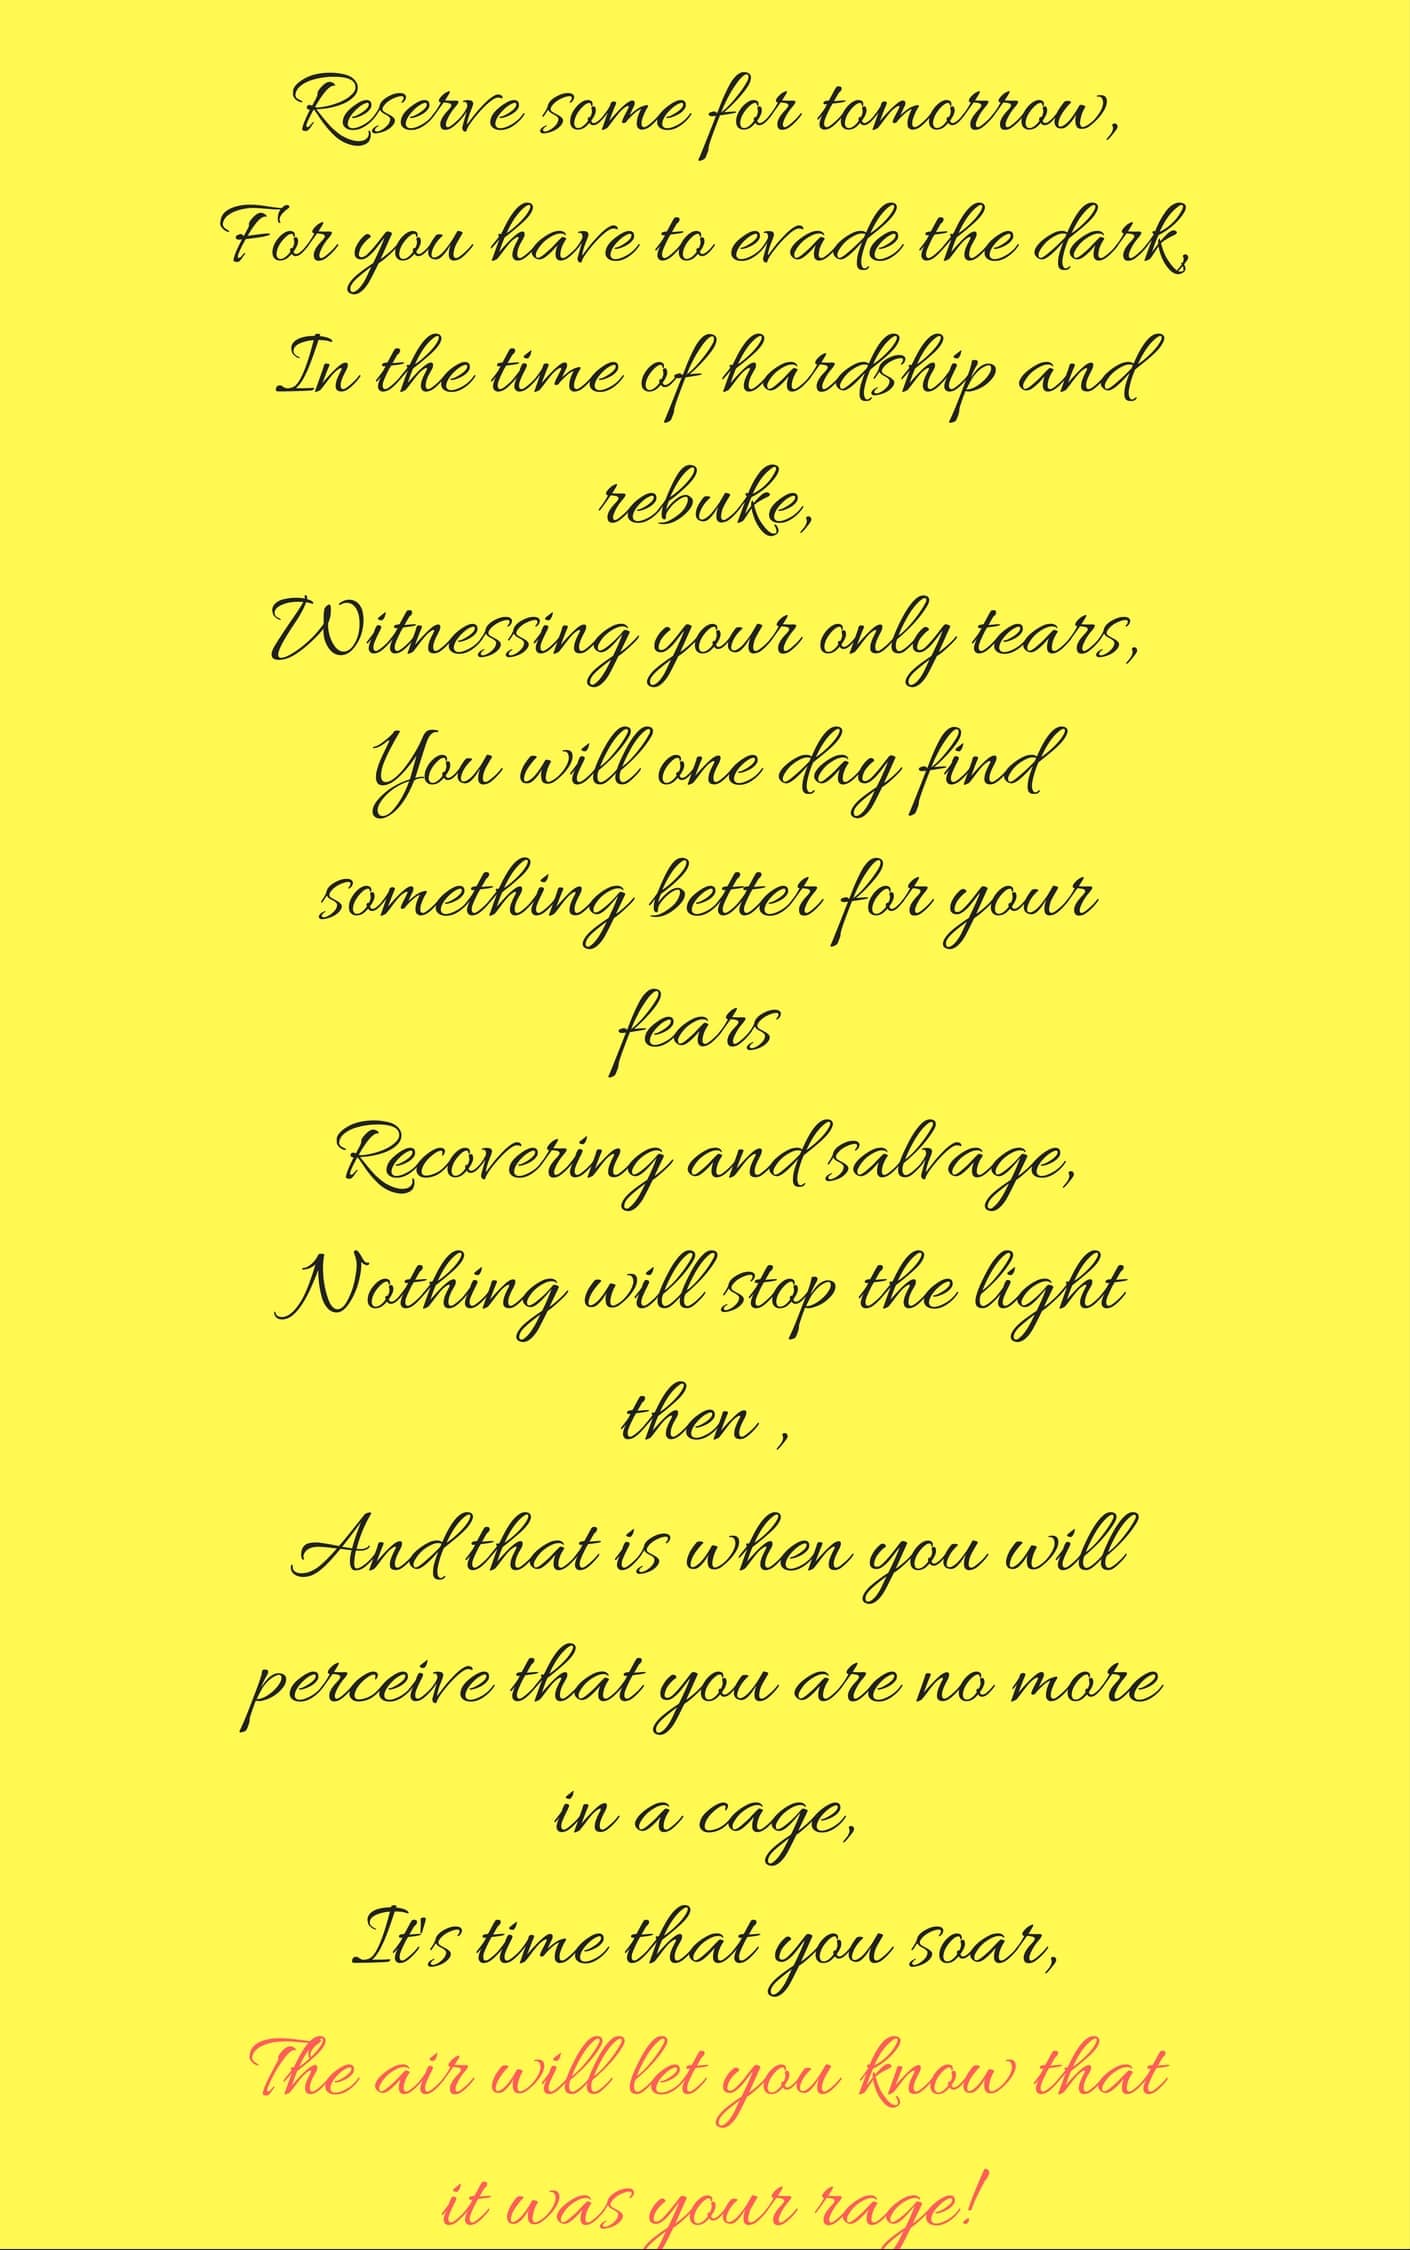 Reserve some for tomorrow,
For you have to evade the dark,
In the time of hardship and
rebuke,
Witnessing your only tears,
You will one day find
something better for your
fears
Recovering and salvage,
Nothing will stop the light
then ,
And that is when you will
perceive that you are no more
in a cage,
It's time that you soar,
The air will let you know that
it was your rage!